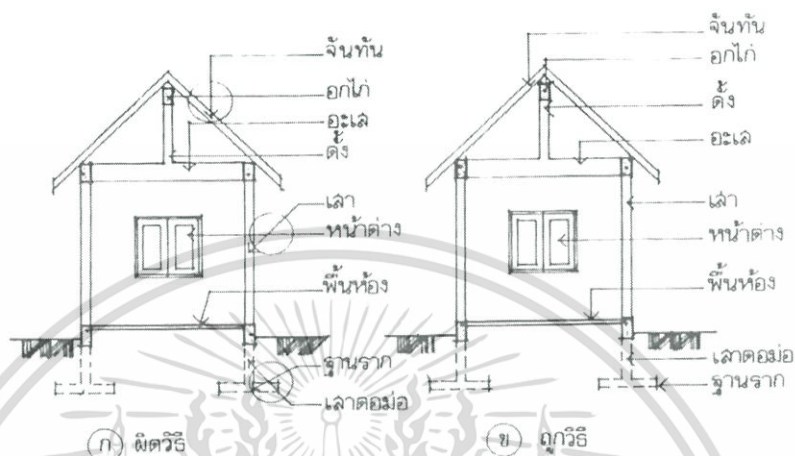 จันทัน
อกไก่
อะเล
ดั้ง
เสา
หน้าต่าง
พื้นห้อง
ฐานราก
เสาตอม่อ
ก ผิดวิธี
จันทัน
อกไก่
ดั้ง
อะเล
เสา
หน้าต่าง
พื้นห้อง
เสาตอม่อ
ฐานราก
ข ถูกวิธี